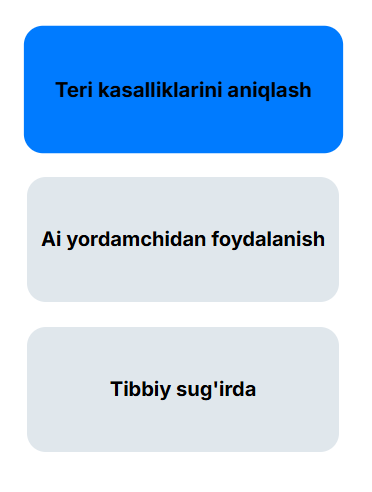 Teri kasalliklarini aniqlash
Ai yordamchidan foydalanish
Tibbiy sug'irda